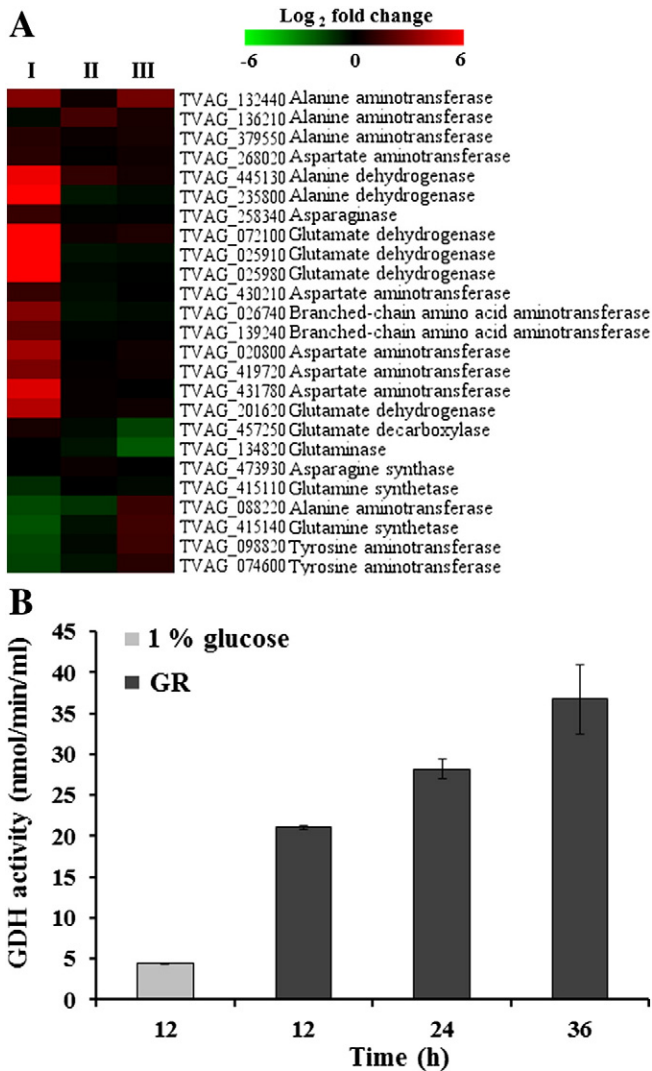 A
Log 2 fold change
-6 0 6
I II III
TVAG_132440 Alanine aminotransferase
TVAG_136210 Alanine aminotransferase
TVAG_379550 Alanine aminotransferase
TVAG_268020 Aspartate aminotransferase
TVAG_445130 Alanine dehydrogenase
TVAG_235800 Alanine dehydrogenase
TVAG_258340 Asparaginase
TVAG_072100 Glutamate dehydrogenase
TVAG_025910 Glutamate dehydrogenase
TVAG_025980 Glutamate dehydrogenase
TVAG_430210 Aspartate aminotransferase
TVAG_026740 Branched-chain amino acid aminotransferase
TVAG_139240 Branched-chain amino acid aminotransferase
TVAG_020800 Aspartate aminotransferase
TVAG_419720 Aspartate aminotransferase
TVAG_431780 Aspartate aminotransferase
TVAG_201620 Glutamate dehydrogenase
TVAG_457250 Glutamate decarboxylase
TVAG_134820 Glutaminase
TVAG_473930 Asparagine synthase
TVAG_415110 Glutamine synthetase
TVAG_088220 Alanine aminotransferase
TVAG_415140 Glutamine synthetase
TVAG_098820 Tyrosine aminotransferase
TVAG_074600 Tyrosine aminotransferase
B
GDH activity (nmol/min/ml)
45
40
35
30
25
20
15
10
5
0
1 % glucose
GR
12 12 24 36
Time (h)